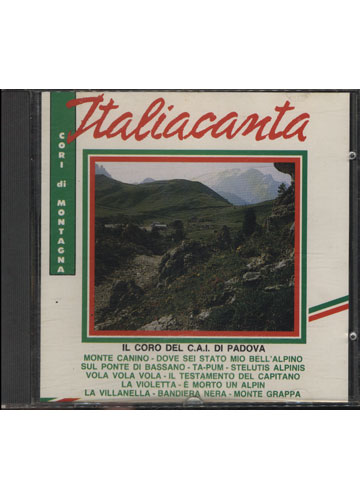 Italiacanta
CORI di MONTAGNA
IL CORO DEL C.A.I. DI PADOVA
MONTE CANINO - DOVE SEI STATO MIO BELL'ALPINO
SUL PONTE DI BASSANO - TA-PUM - STELUTIS ALPINIS
VOLA VOLA VOLA - IL TESTAMENTO DEL CAPITANO
LA VIOLETTA - È MORTO UN ALPIN
LA VILLANELLA - BANDIERA NERA - MONTE GRAPPA